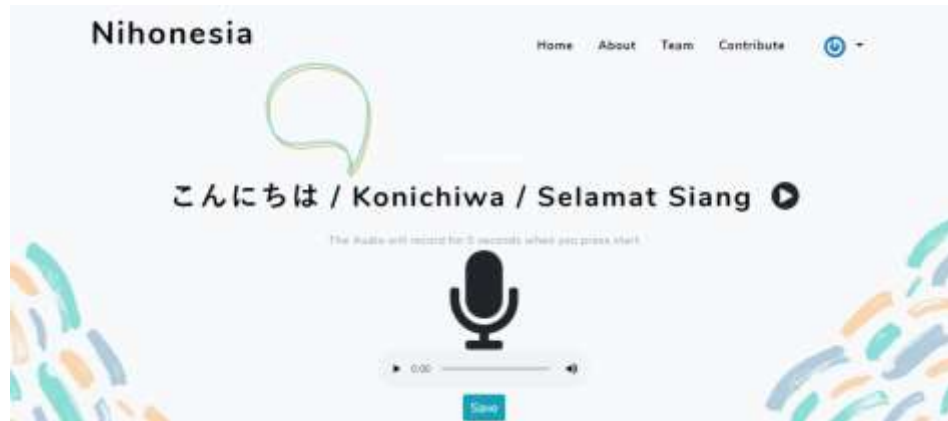 Nihonesia
Home About Team Contribute
こんにちは / Konichiwa / Selamat Siang
The Audio will record for 5 seconds when you press start
0:00
Save